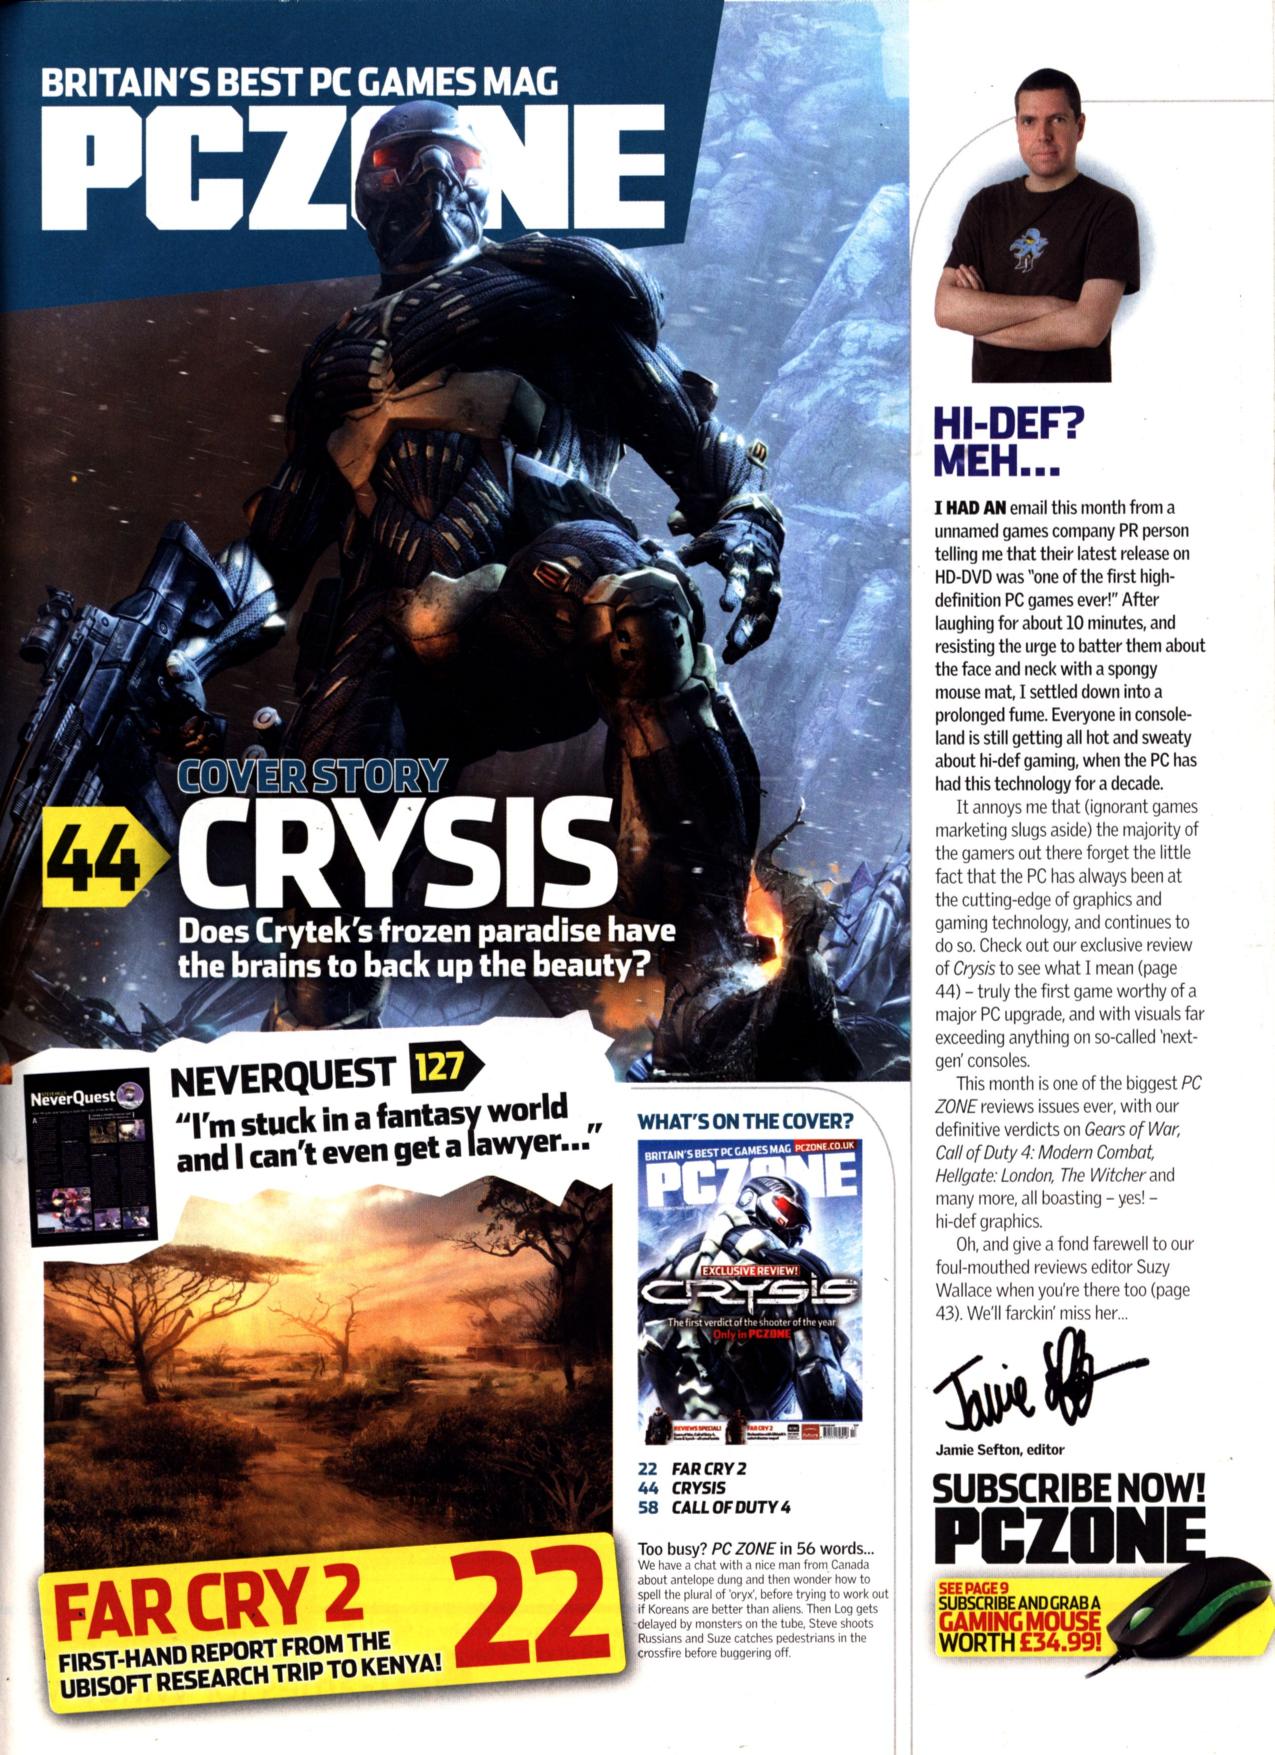 BRITAIN'S BEST PC GAMES MAG
PCZONE
COVER STORY
44
CRYSIS
Does Crytek's frozen paradise have
the brains to back up the beauty?
NeverQuest
NEVERQUEST 127
"I'm stuck in a fantasy world
and I can't even get a lawyer..."
FAR CRY 2
22
FIRST-HAND REPORT FROM THE
UBISOFT RESEARCH TRIP TO KENYA!
WHAT'S ON THE COVER?
BRITAIN'S BEST PC GAMES MAG PCZONE.CO.UK
PCZONE
EXCLUSIVE REVIEW!
CRYSIS
The first verdict of the shooter of the year
Only in PCZONE
REVIEWS SPECIAL!
FAR CRY 2
22 FAR CRY 2
44 CRYSIS
58 CALL OF DUTY 4
Too busy? PC ZONE in 56 words...
We have a chat with a nice man from Canada
about antelope dung and then wonder how to
spell the plural of 'oryx', before trying to work out
if Koreans are better than aliens. Then Log gets
delayed by monsters on the tube, Steve shoots
Russians and Suze catches pedestrians in the
crossfire before buggering off.
HI-DEF?
MEH...
I HAD AN email this month from a
unnamed games company PR person
telling me that their latest release on
HD-DVD was "one of the first high-
definition PC games ever!" After
laughing for about 10 minutes, and
resisting the urge to batter them about
the face and neck with a spongy
mouse mat, I settled down into a
prolonged fume. Everyone in console-
land is still getting all hot and sweaty
about hi-def gaming, when the PC has
had this technology for a decade.
It annoys me that (ignorant games
marketing slugs aside) the majority of
the gamers out there forget the little
fact that the PC has always been at
the cutting-edge of graphics and
gaming technology, and continues to
do so. Check out our exclusive review
of Crysis to see what I mean (page
44) – truly the first game worthy of a
major PC upgrade, and with visuals far
exceeding anything on so-called 'next-
gen' consoles.
This month is one of the biggest PC
ZONE reviews issues ever, with our
definitive verdicts on Gears of War,
Call of Duty 4: Modern Combat,
Hellgate: London, The Witcher and
many more, all boasting – yes! –
hi-def graphics.
Oh, and give a fond farewell to our
foul-mouthed reviews editor Suzy
Wallace when you're there too (page
43). We'll farckin' miss her...
Jamie
Jamie Sefton, editor
SUBSCRIBE NOW!
PCZONE
SEE PAGE 9
SUBSCRIBE AND GRAB A
GAMING MOUSE
WORTH £34.99!